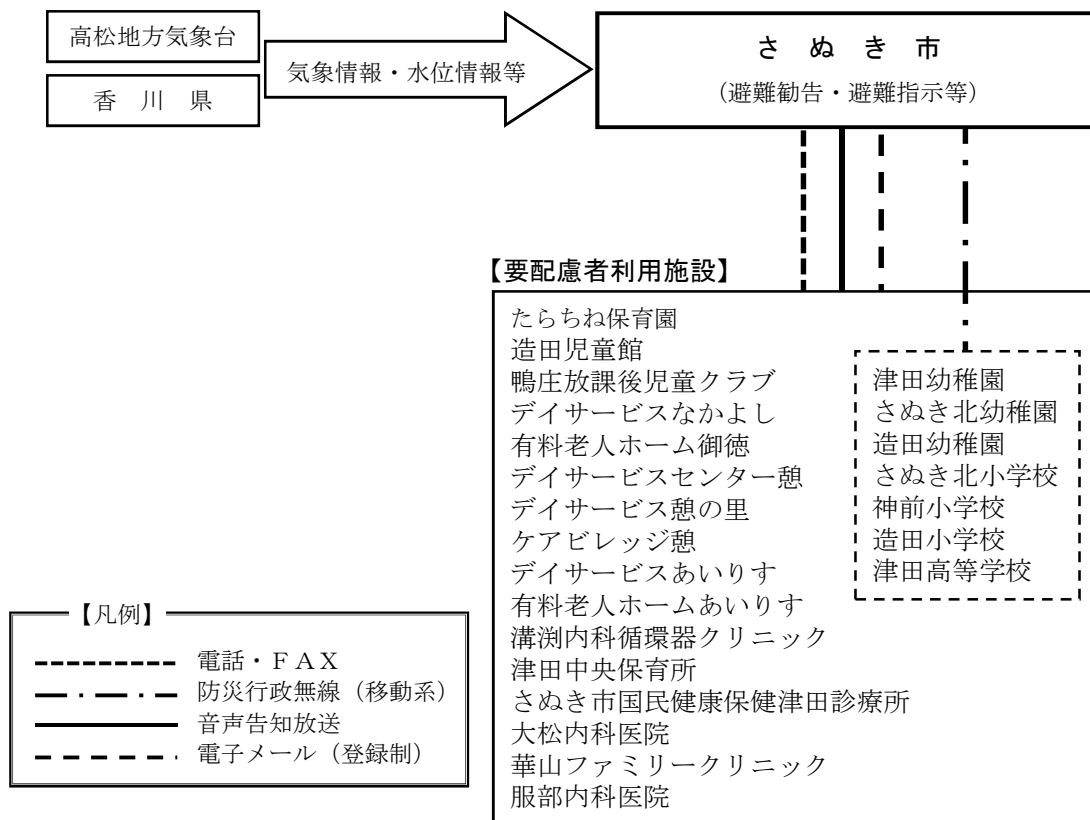 高松地方気象台
香　川　県
気象情報・水位情報等
さ　ぬ　き　市
（避難勧告・避難指示等）
【要配慮者利用施設】
たらちね保育園
造田児童館
鴨庄放課後児童クラブ
デイサービスなかよし
有料老人ホーム御徳
デイサービスセンター憩
デイサービス憩の里
ケアビレッジ憩
デイサービスあいりす
有料老人ホームあいりす
溝渕内科循環器クリニック
津田中央保育所
さぬき市国民健康保健津田診療所
大松内科医院
華山ファミリークリニック
服部内科医院
津田幼稚園
さぬき北幼稚園
造田幼稚園
さぬき北小学校
神前小学校
造田小学校
津田高等学校
【凡例】
電話・ＦＡＸ
防災行政無線（移動系）
音声告知放送
電子メール（登録制）